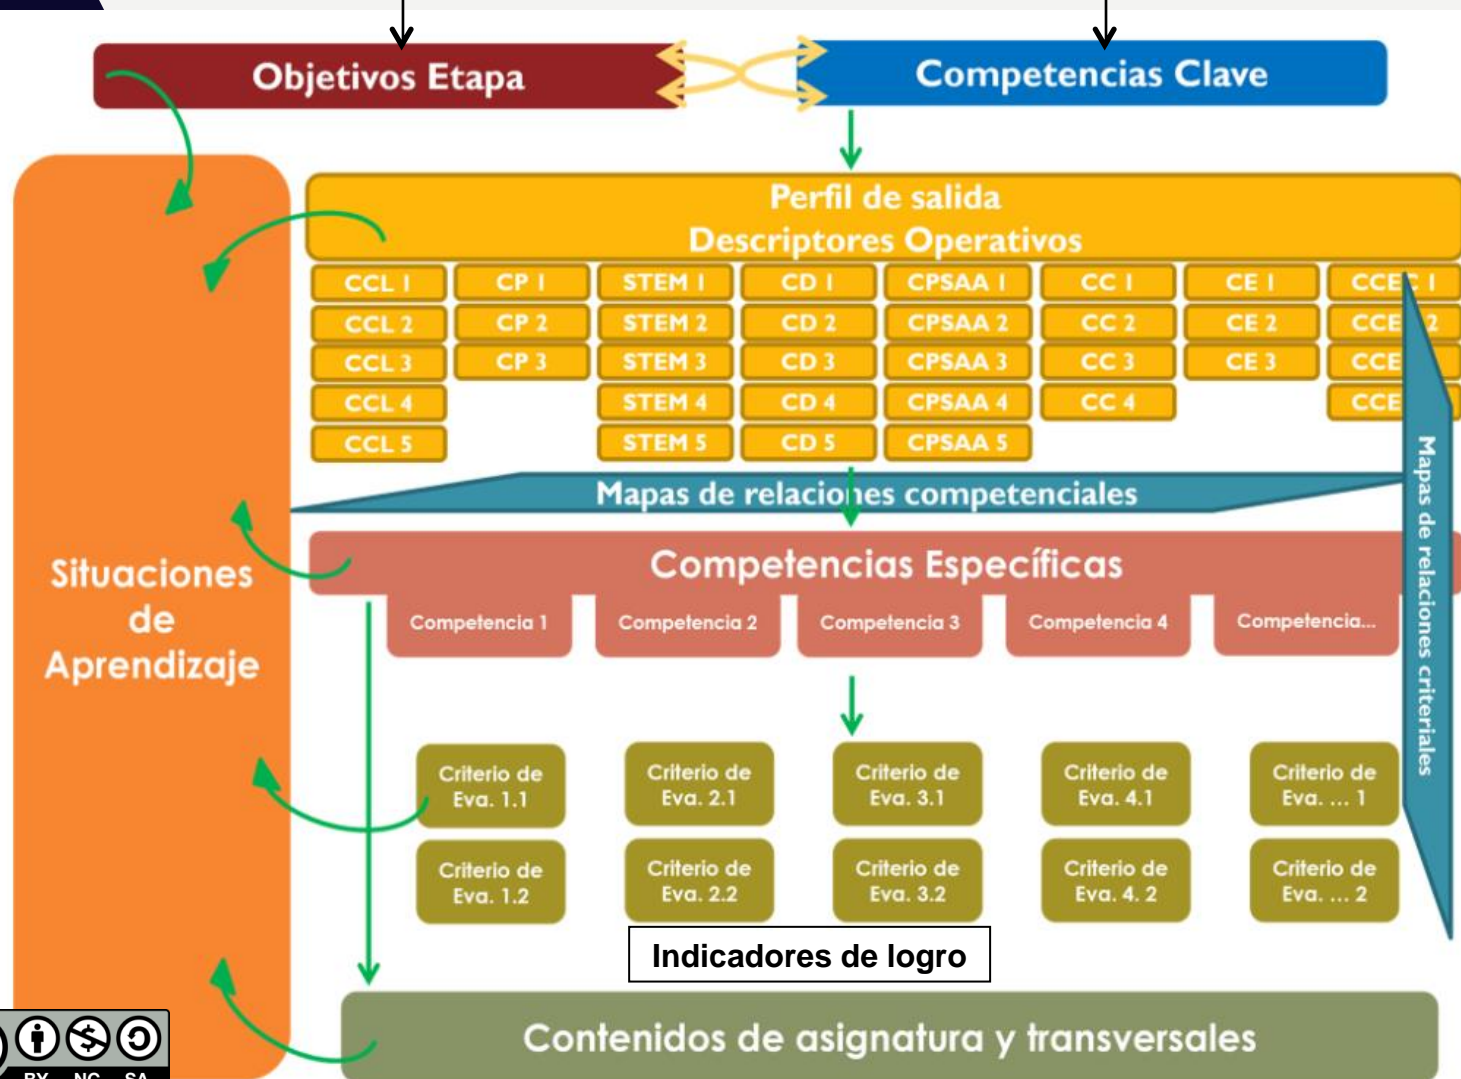 Objetivos Etapa
Competencias Clave
Perfil de salida
Descriptores Operativos
CCL 1 CP 1 STEM 1 CD 1 CPSAA 1 CC 1 CE 1 CCEC 1
CCL 2 CP 2 STEM 2 CD 2 CPSAA 2 CC 2 CE 2 CCE 2
CCL 3 CP 3 STEM 3 CD 3 CPSAA 3 CC 3 CE 3 CCE
CCL 4 STEM 4 CD 4 CPSAA 4 CC 4 CCE
CCL 5 STEM 5 CD 5 CPSAA 5
Mapas de relaciones competenciales
Mapas de relaciones criteriales
Situaciones
de
Aprendizaje
Competencias Específicas
Competencia 1 Competencia 2 Competencia 3 Competencia 4 Competencia...
Criterio de Criterio de Criterio de Criterio de Criterio de
Eva. 1.1 Eva. 2.1 Eva. 3.1 Eva. 4.1 Eva. ... 1
Criterio de Criterio de Criterio de Criterio de Criterio de
Eva. 1.2 Eva. 2.2 Eva. 3.2 Eva. 4. 2 Eva. ... 2
Indicadores de logro
Contenidos de asignatura y transversales
BY NC SA